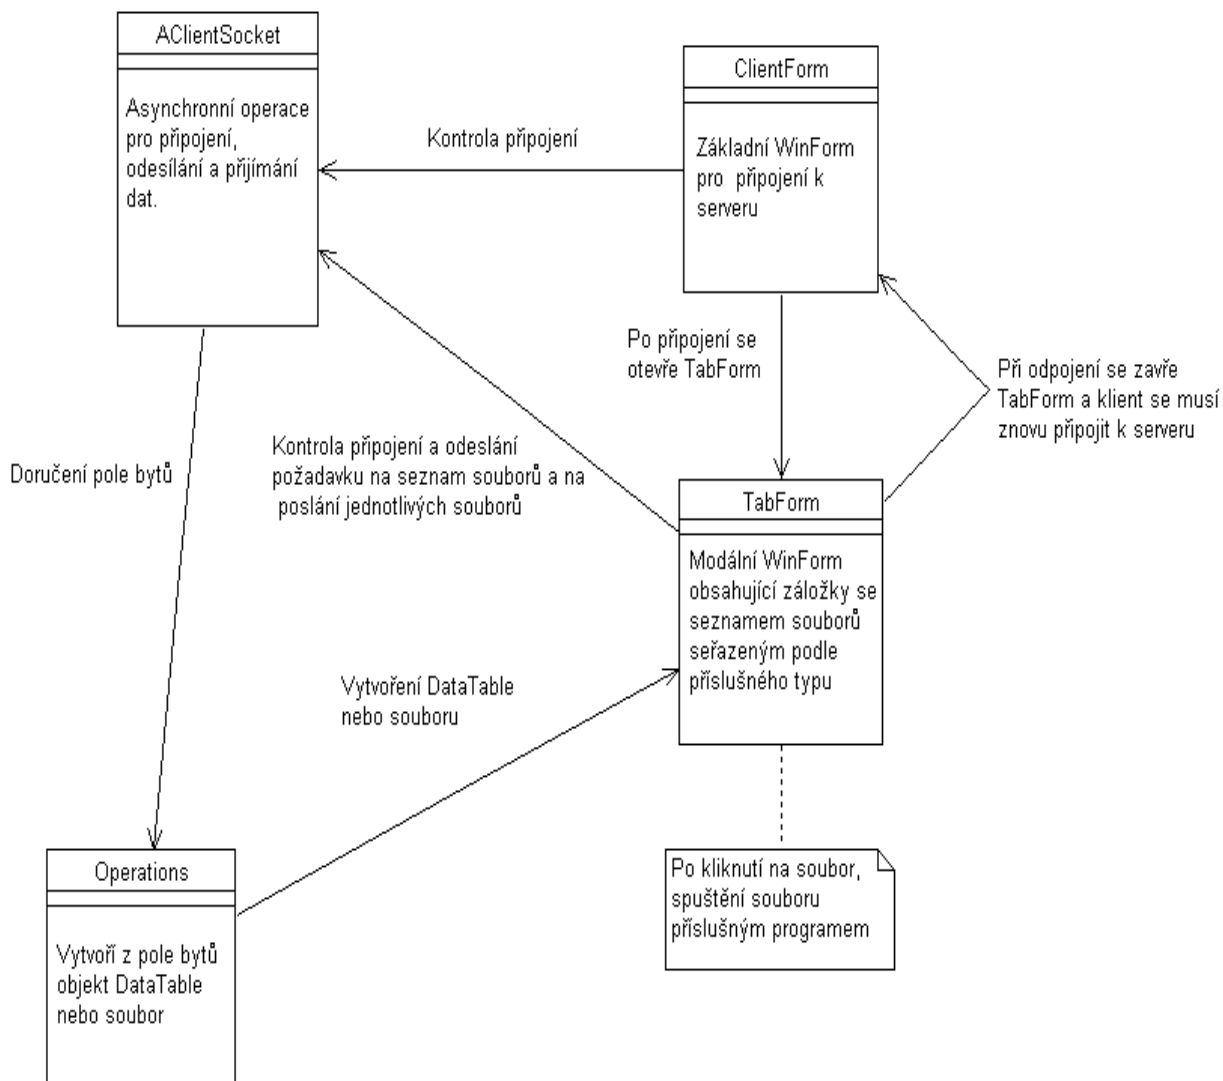 AClientSocket
Asynchronní operace
pro připojení,
odesílání a přijímání
dat.
Kontrola připojení
ClientForm
Základní WinForm
pro připojení k
serveru
Po připojení se
otevře TabForm
Při odpojení se zavře
TabForm a klient se musí
znovu připojit k serveru
Kontrola připojení a odeslání
požadavku na seznam souborů a na
poslání jednotlivých souborů
Doručení pole bytů
TabForm
Modální WinForm
obsahující záložky se
seznamem souborů
seřazeným podle
příslušného typu
Vytvoření DataTable
nebo souboru
Operations
Vytvoří z pole bytů
objekt DataTable
nebo soubor
Po kliknutí na soubor,
spuštění souboru
příslušným programem